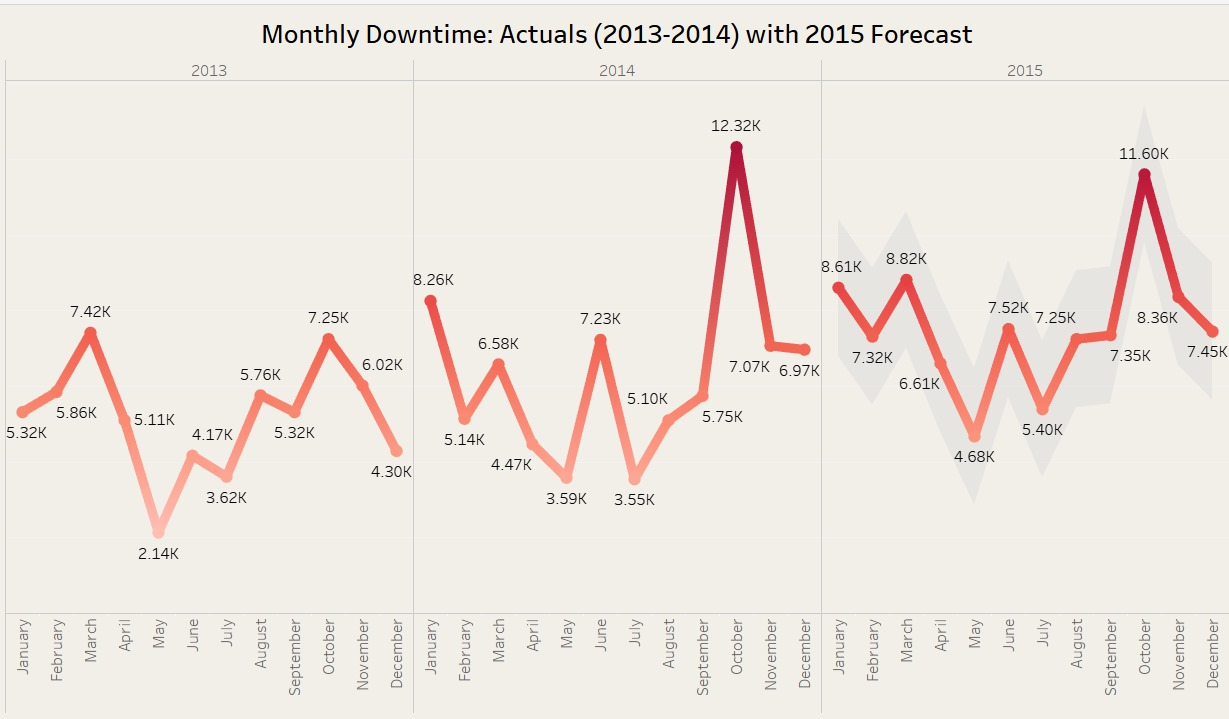 Monthly Downtime: Actuals (2013-2014) with 2015 Forecast
2013
2014
2015
5.32K
5.86K
7.42K
5.11K
2.14K
4.17K
3.62K
5.76K
5.32K
7.25K
6.02K
4.30K
8.26K
5.14K
6.58K
4.47K
3.59K
7.23K
3.55K
5.10K
5.75K
12.32K
7.07K
6.97K
8.61K
7.32K
8.82K
6.61K
4.68K
7.52K
5.40K
7.25K
7.35K
11.60K
8.36K
7.45K
January
February
March
April
May
June
July
August
September
October
November
December
January
February
March
April
May
June
July
August
September
October
November
December
January
February
March
April
May
June
July
August
September
October
November
December